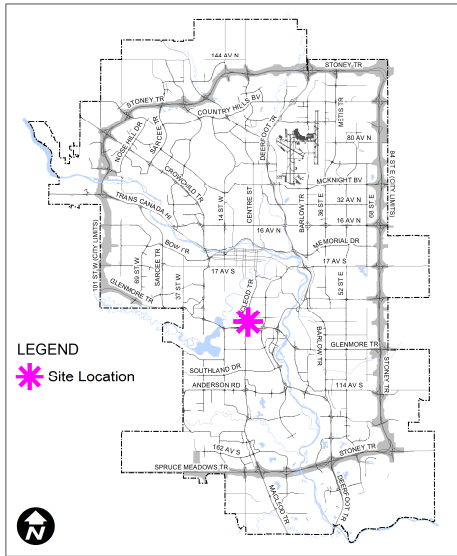 144 AV N
STONEY TR
STONEY TR
COUNTRY HILLS BV
METIS TR
NOSE HILL DR
SARCEE TR
DEERFOOT TR
80 AV N
84 ST E (CITY LIMITS)
CROWCHILD TR
MCKNIGHT BV
TRANS CANADA HI
14 ST W
CENTRE ST
BARLOW TR
36 ST E
32 AV N
68 ST E
16 AV N
16 AV N
101 ST W (CITY LIMITS)
BOW TR
MEMORIAL DR
69 ST W
SARCEE TR
37 ST W
17 AV S
17 AV S
52 ST E
GLENMORE TR
CLEOD TR
BARLOW TR
GLENMORE TR
STONEY TR
LEGEND
Site Location
SOUTHLAND DR
ANDERSON RD
114 AV S
162 AV S
STONEY TR
SPRUCE MEADOWS TR
MACLEOD TR
DEERFOOT TR
N